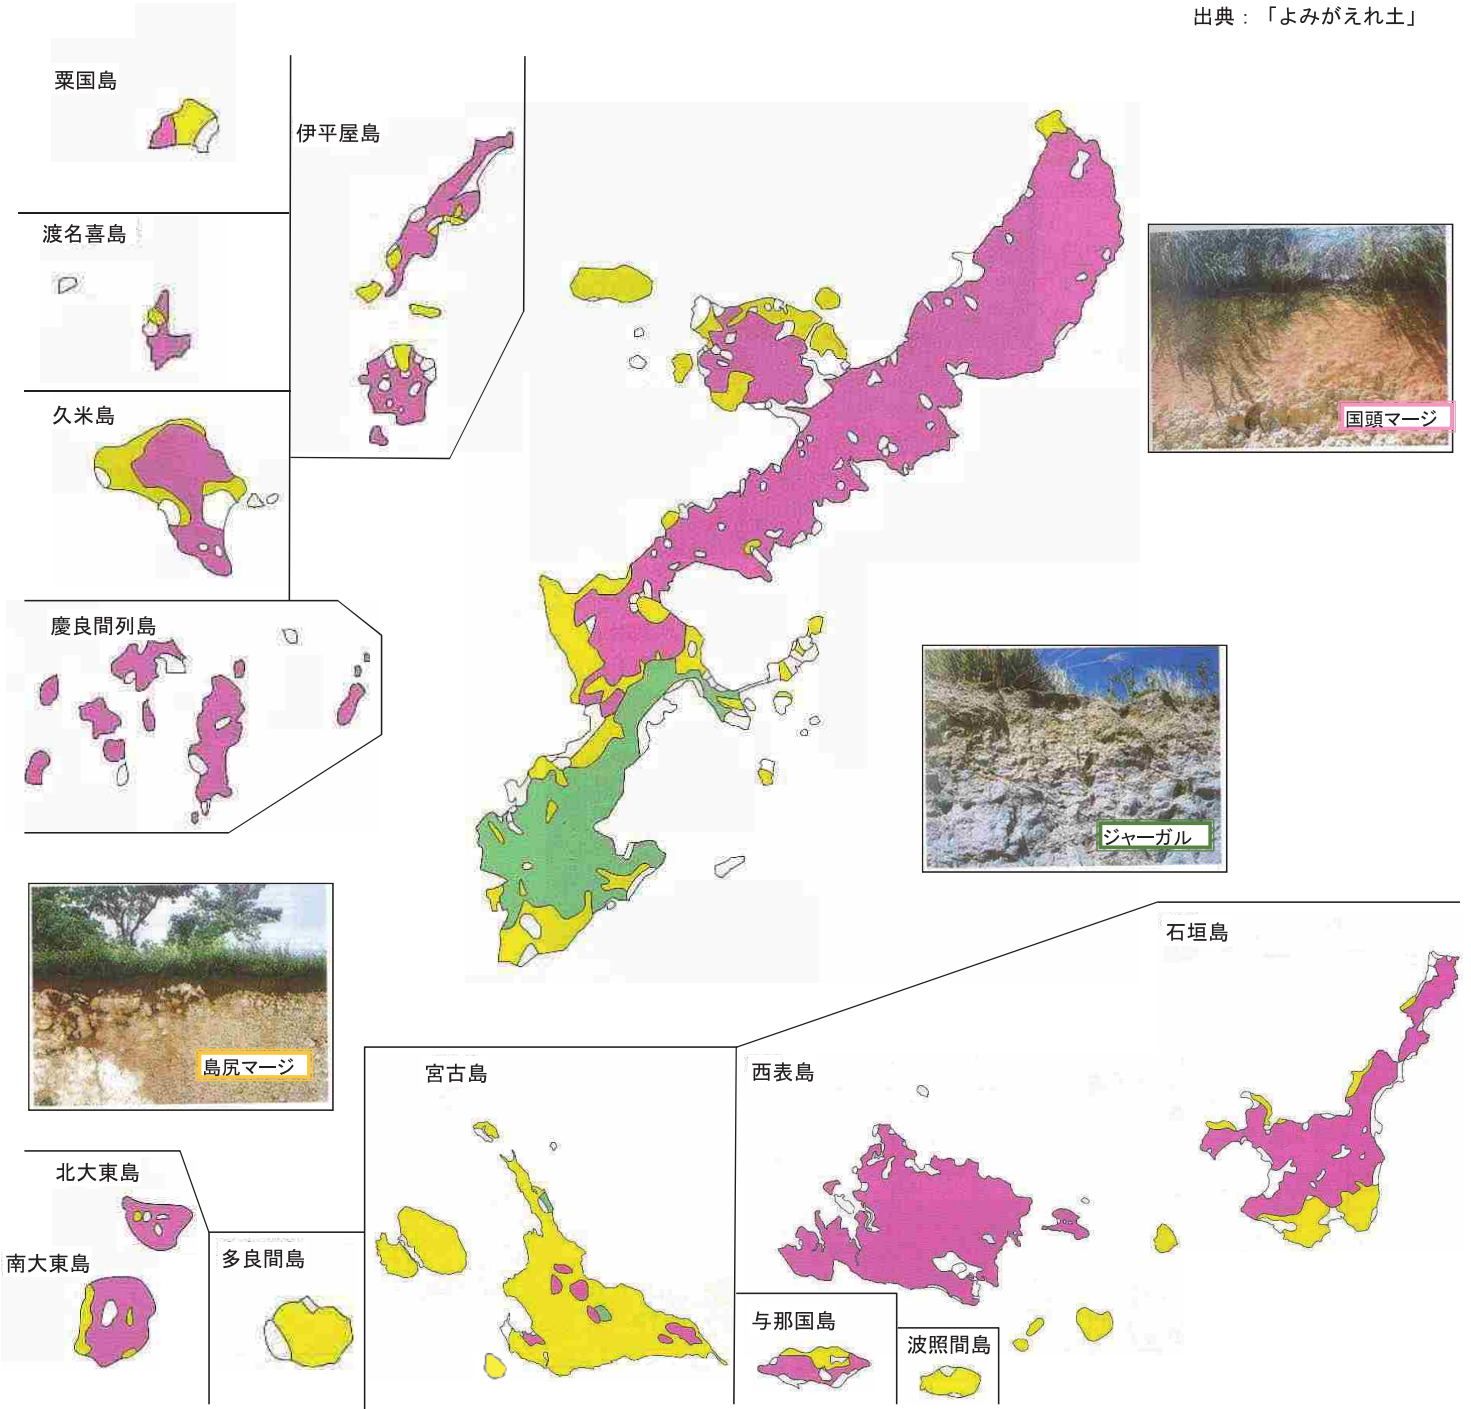 出典：「よみがえれ土」
粟国島
伊平屋島
渡名喜島
国頭マージ
久米島
慶良間列島
ジャーガル
石垣島
島尻マージ
宮古島
西表島
北大東島
南大東島
多良間島
与那国島
波照間島